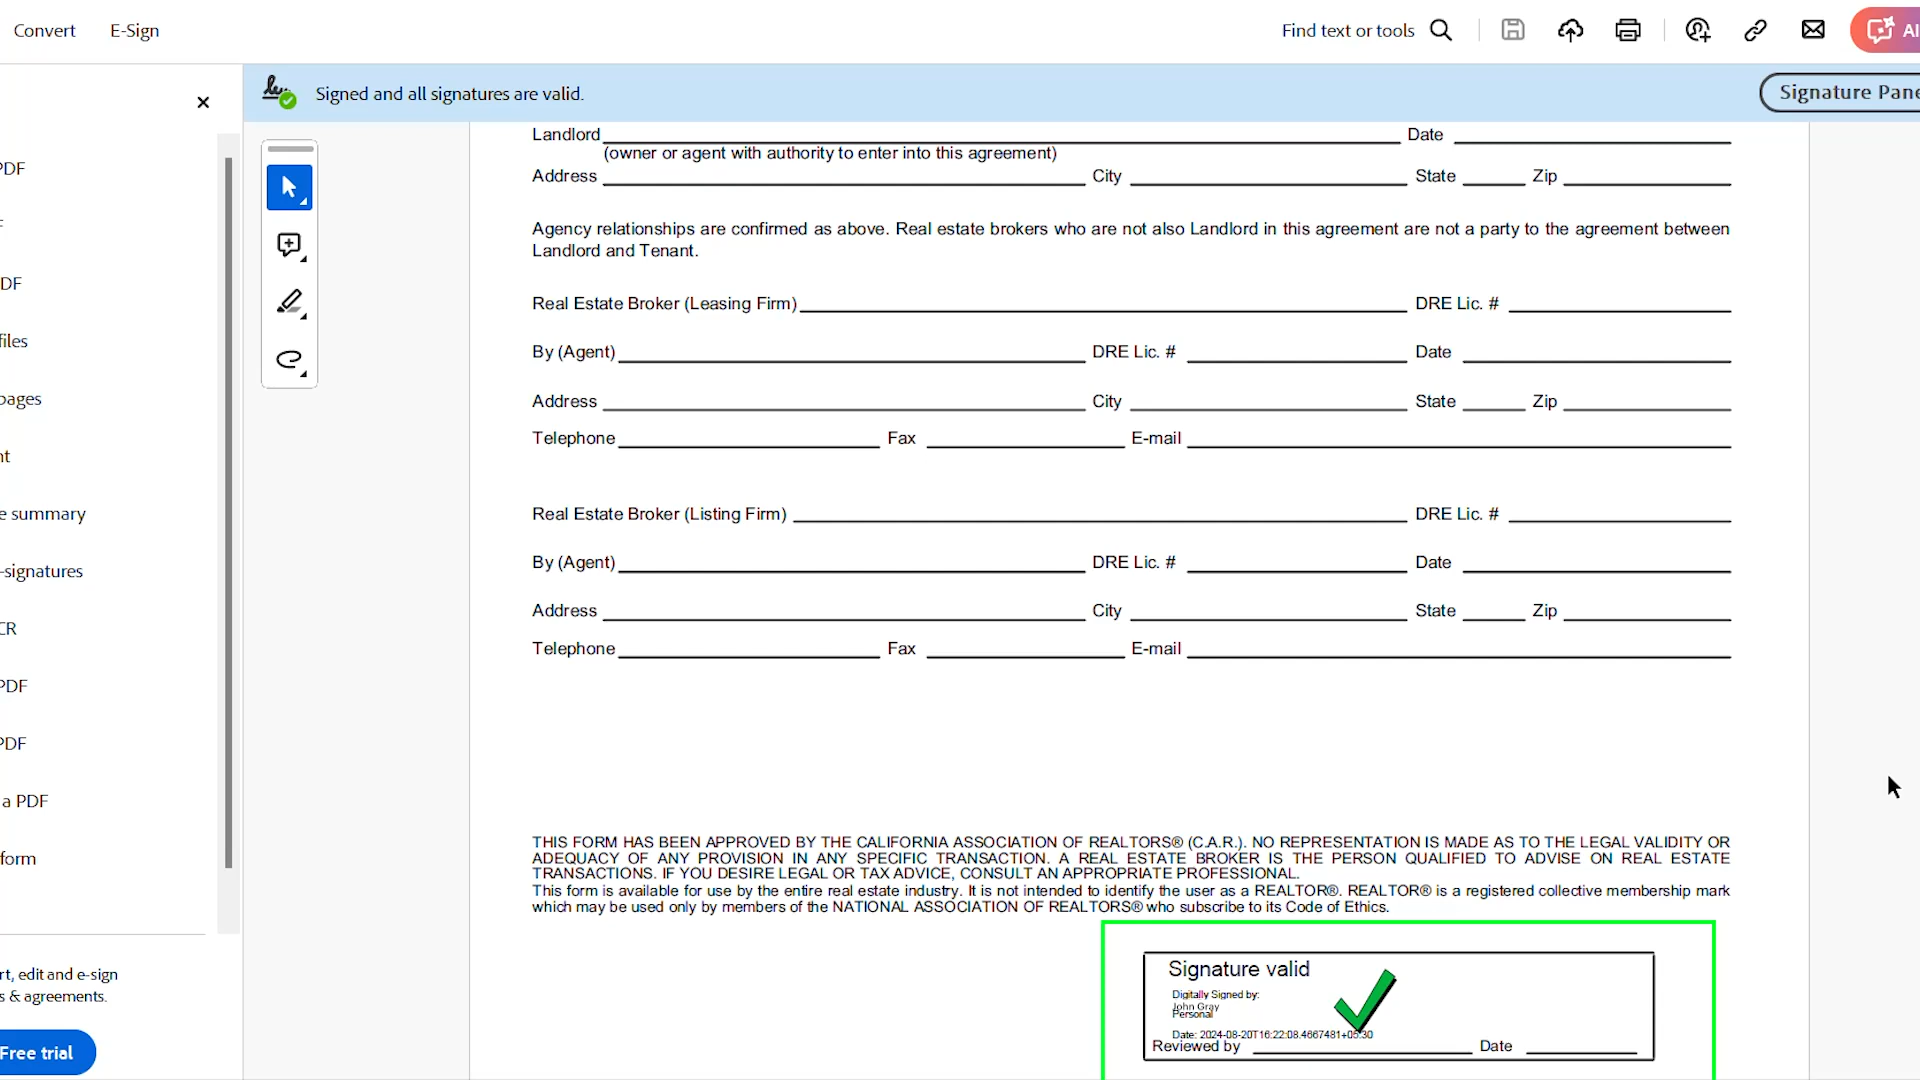 Convert E-Sign Find text or tools AI
Signed and all signatures are valid. Signature Pane
PDF
DF
files
pages
nt
e summary
-signatures
CR
PDF
PDF
a PDF
form
rt, edit and e-sign
s & agreements.
Free trial
Landlord Date
(owner or agent with authority to enter into this agreement)
Address City State Zip
Agency relationships are confirmed as above. Real estate brokers who are not also Landlord in this agreement are not a party to the agreement between
Landlord and Tenant.
Real Estate Broker (Leasing Firm) DRE Lic. #
By (Agent) DRE Lic. # Date
Address City State Zip
Telephone Fax E-mail
Real Estate Broker (Listing Firm) DRE Lic. #
By (Agent) DRE Lic. # Date
Address City State Zip
Telephone Fax E-mail
THIS FORM HAS BEEN APPROVED BY THE CALIFORNIA ASSOCIATION OF REALTORS® (C.A.R.). NO REPRESENTATION IS MADE AS TO THE LEGAL VALIDITY OR
ADEQUACY OF ANY PROVISION IN ANY SPECIFIC TRANSACTION. A REAL ESTATE BROKER IS THE PERSON QUALIFIED TO ADVISE ON REAL ESTATE
TRANSACTIONS. IF YOU DESIRE LEGAL OR TAX ADVICE, CONSULT AN APPROPRIATE PROFESSIONAL.
This form is available for use by the entire real estate industry. It is not intended to identify the user as a REALTOR®. REALTOR® is a registered collective membership mark
which may be used only by members of the NATIONAL ASSOCIATION OF REALTORS® who subscribe to its Code of Ethics.
Signature valid
Digitally Signed by:
John Gray
Personal
Date: 2024-08-20T16:22:08.4667481+05:30
Reviewed by Date